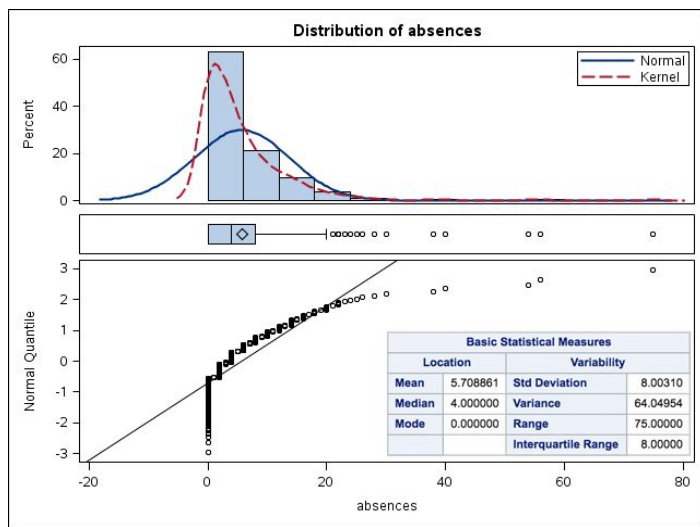 Distribution of absences
Normal
Kernel
Percent
60
40
20
0
Normal Quantile
3
2
1
0
-1
-2
-3
Basic Statistical Measures
Location Variability
Mean 5.708861 Std Deviation 8.00310
Median 4.000000 Variance 64.04954
Mode 0.000000 Range 75.00000
Interquartile Range 8.00000
-20 0 20 40 60 80
absences